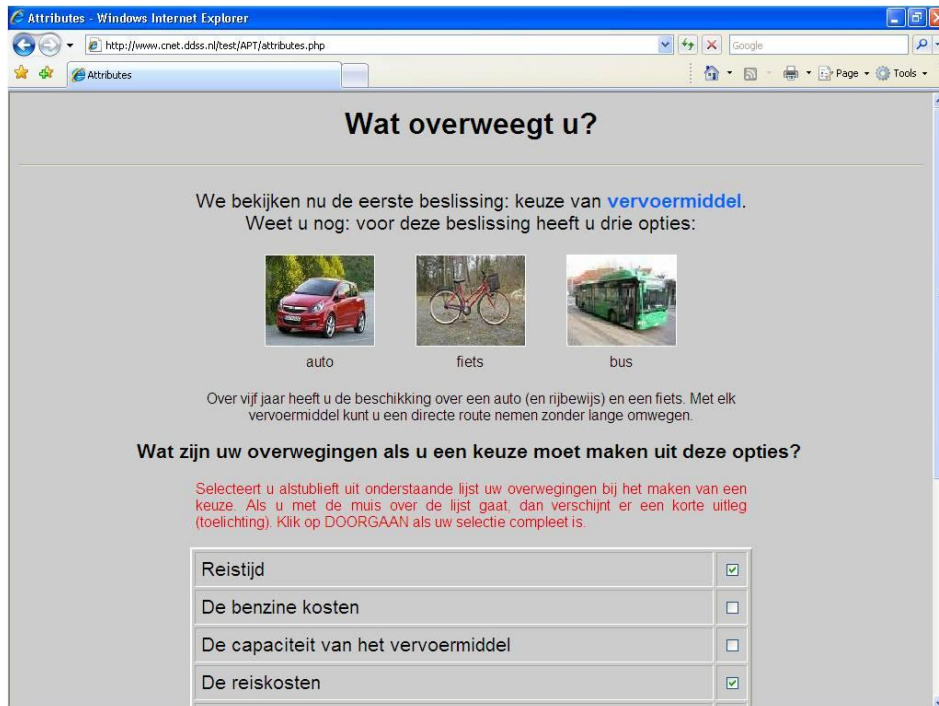 Attributes - Windows Internet Explorer
http://www.cnet.ddss.nl/test/APT/attributes.php
Google
Attributes
Page
Tools
Wat overweegt u?
We bekijken nu de eerste beslissing: keuze van vervoermiddel.
Weet u nog: voor deze beslissing heeft u drie opties:
auto fiets bus
Over vijf jaar heeft u de beschikking over een auto (en rijbewijs) en een fiets. Met elk
vervoermiddel kunt u een directe route nemen zonder lange omwegen.
Wat zijn uw overwegingen als u een keuze moet maken uit deze opties?
Selecteert u alstublieft uit onderstaande lijst uw overwegingen bij het maken van een
keuze. Als u met de muis over de lijst gaat, dan verschijnt er een korte uitleg
(toelichting). Klik op DOORGAAN als uw selectie compleet is.
Reistijd
De benzine kosten
De capaciteit van het vervoermiddel
De reiskosten